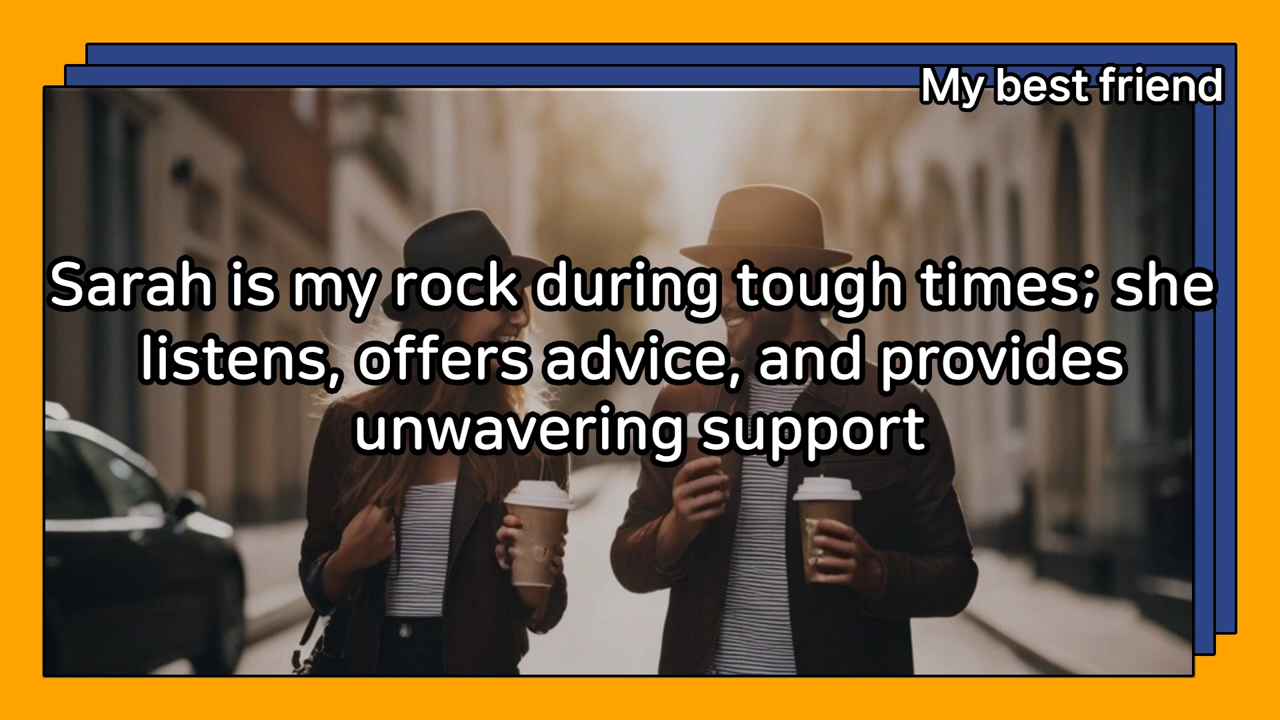 My best friend
Sarah is my rock during tough times; she
listens, offers advice, and provides
unwavering support